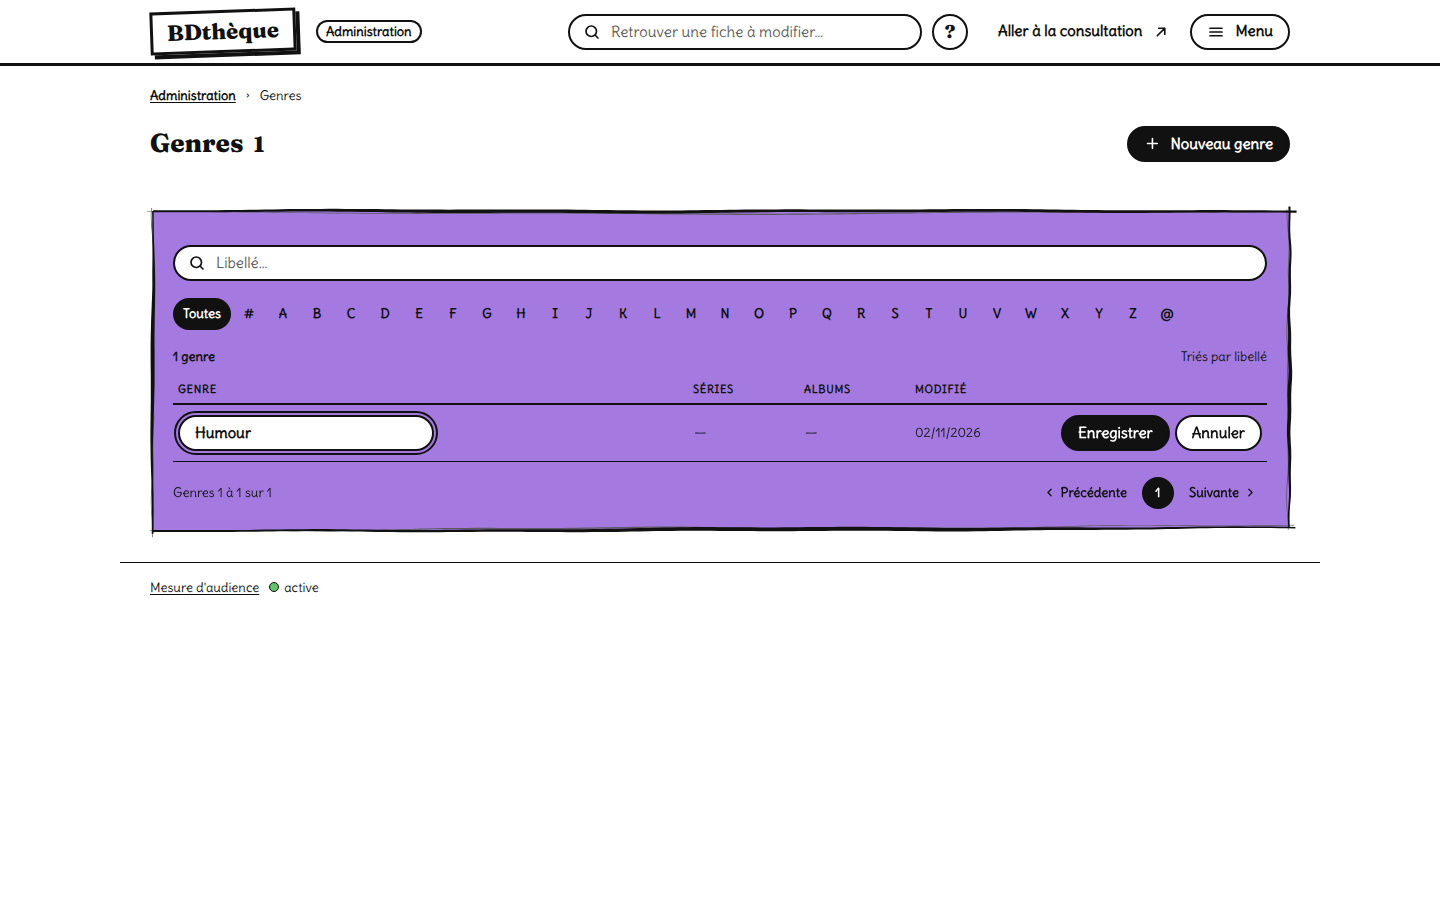 BDthèque
Administration
Retrouver une fiche à modifier...
?
Aller à la consultation
Menu
Administration › Genres
Genres 1
+ Nouveau genre
Libellé...
Toutes # A B C D E F G H I J K L M N O P Q R S T U V W X Y Z @
1 genre
Triés par libellé
GENRE SÉRIES ALBUMS MODIFIÉ
Humour — — 02/11/2026 Enregistrer Annuler
Genres 1 à 1 sur 1
‹ Précédente 1 Suivante ›
Mesure d'audience active